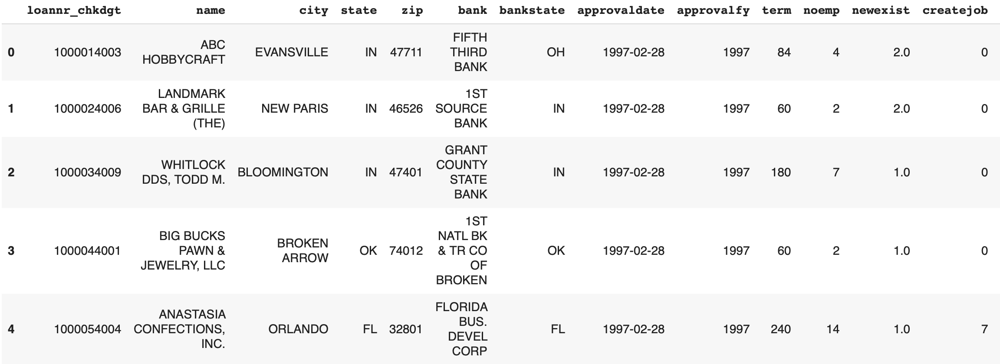 loannr_chkdgt name city state zip bank bankstate approvaldate approvalfy term noemp newexist createjob
0 1000014003 ABC HOBBYCRAFT EVANSVILLE IN 47711 FIFTH THIRD BANK OH 1997-02-28 1997 84 4 2.0 0
1 1000024006 LANDMARK BAR & GRILLE (THE) NEW PARIS IN 46526 1ST SOURCE BANK IN 1997-02-28 1997 60 2 2.0 0
2 1000034009 WHITLOCK DDS, TODD M. BLOOMINGTON IN 47401 GRANT COUNTY STATE BANK IN 1997-02-28 1997 180 7 1.0 0
3 1000044001 BIG BUCKS PAWN & JEWELRY, LLC BROKEN ARROW OK 74012 1ST NATL BK & TR CO OF BROKEN OK 1997-02-28 1997 60 2 1.0 0
4 1000054004 ANASTASIA CONFECTIONS, INC. ORLANDO FL 32801 FLORIDA BUS. DEVEL CORP FL 1997-02-28 1997 240 14 1.0 7